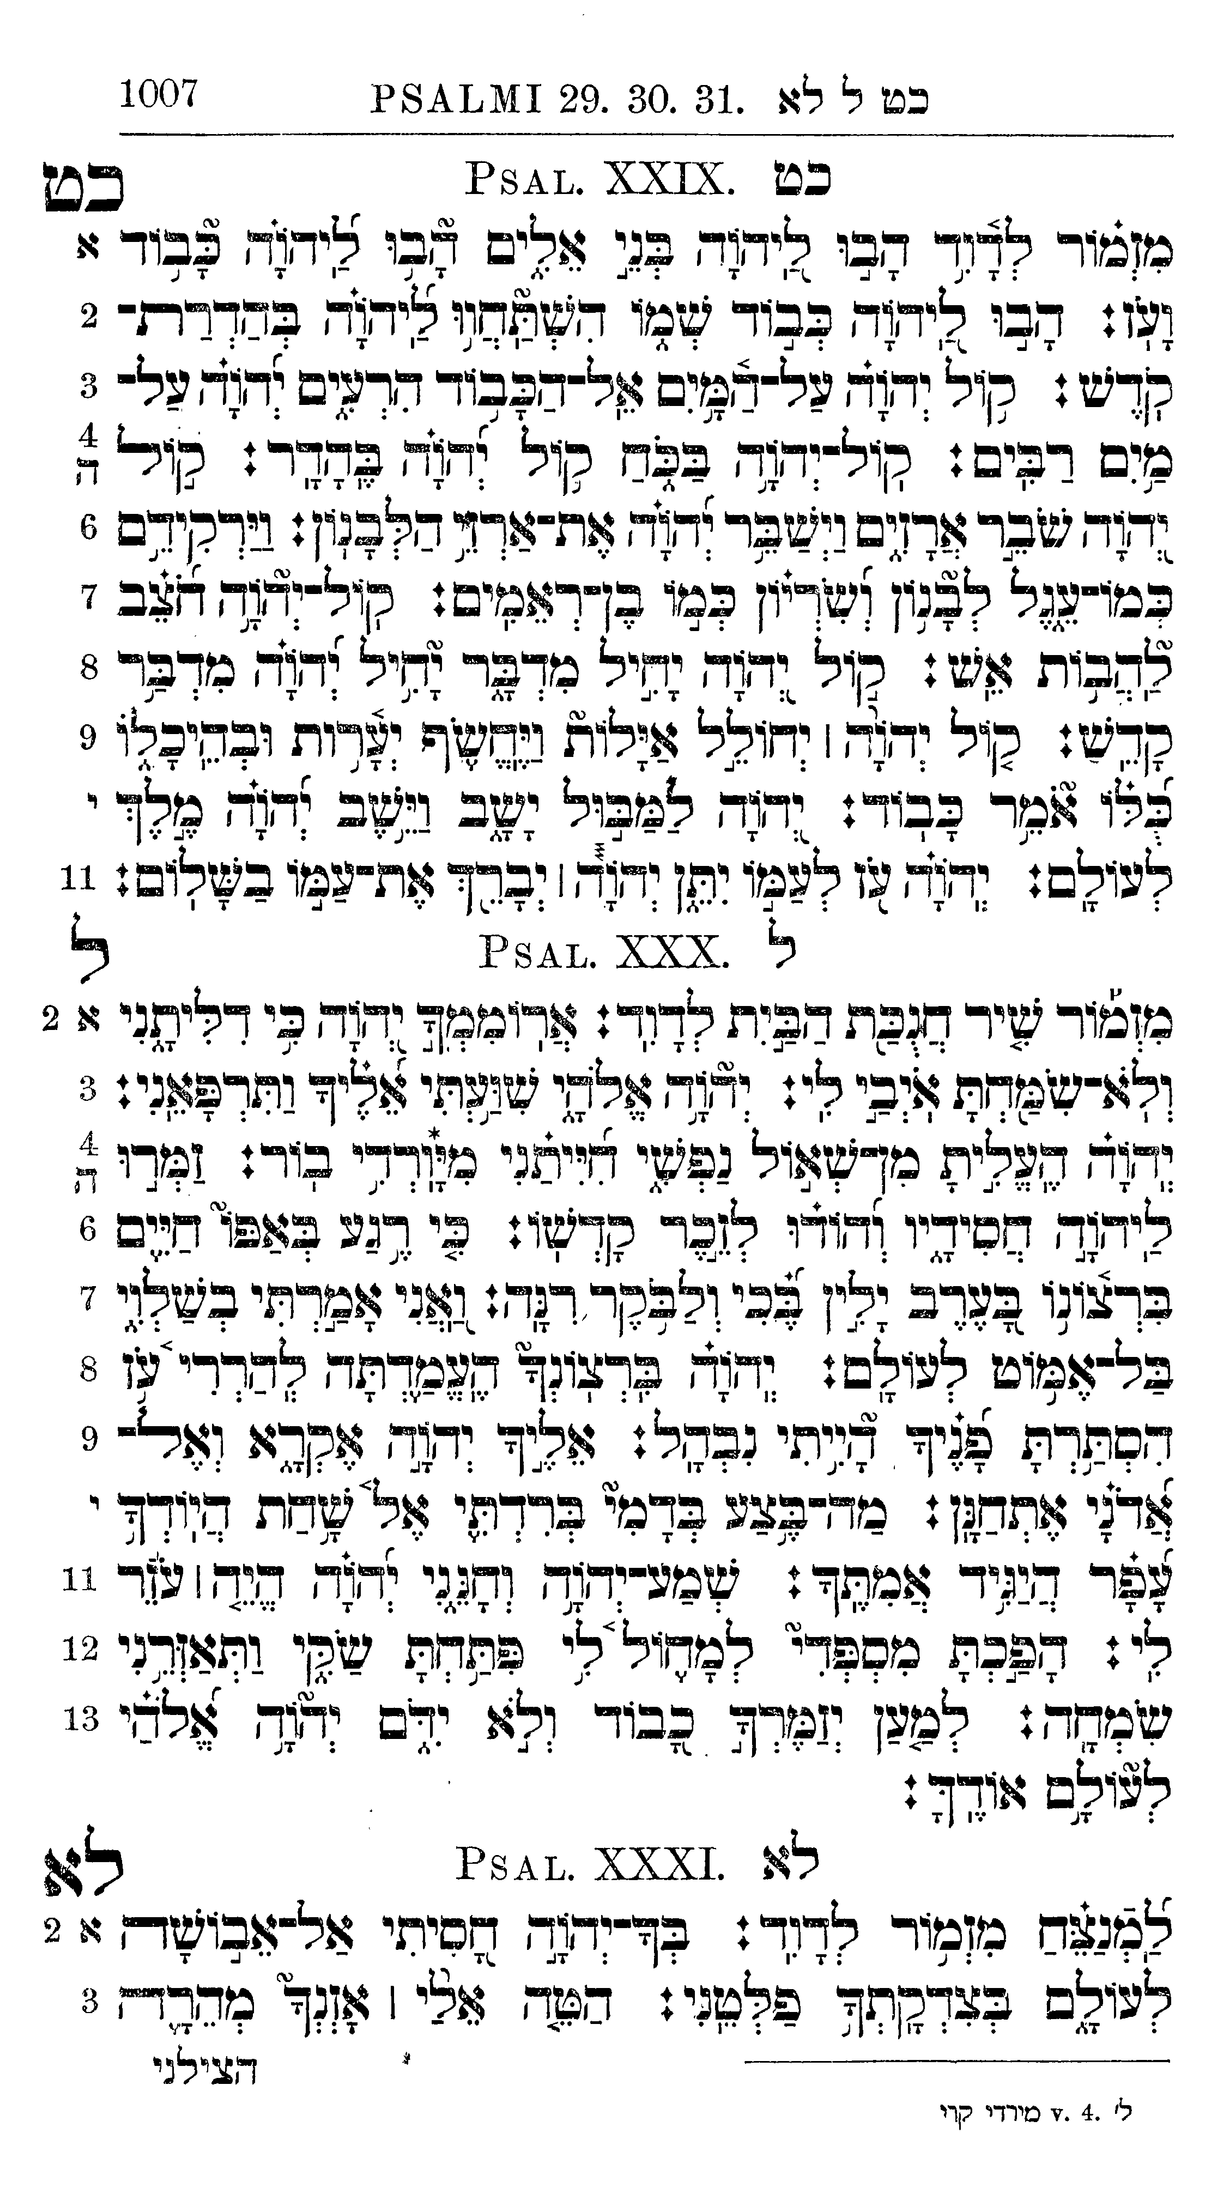 1007 PSALMI 29. 30. 31. כט ל לא
כט PSAL. XXIX. כט
א מִזְמ֗וֹר לְדָ֫וִ֥ד הָב֣וּ לַֽ֭יהוָה בְּנֵ֣י אֵלִ֑ים הָב֥וּ לַ֝יהוָ֗ה כָּב֥וֹד
2 וָעֹֽז׃ הָב֣וּ לַֽ֭יהוָה כְּב֣וֹד שְׁמ֑וֹ הִשְׁתַּחֲו֥וּ לַ֝יהוָ֗ה בְּהַדְרַת־
3 קֹֽדֶשׁ׃ ק֥וֹל יְהוָ֗ה עַל־הַ֫מָּ֥יִם אֵֽל־הַכָּב֥וֹד הִרְעִ֑ים יְ֝הוָ֗ה עַל־
4 ה מַ֥יִם רַבִּֽים׃ קוֹל־יְהוָ֥ה בַּכֹּ֑חַ ק֥וֹל יְ֝הוָ֗ה בֶּהָדָֽר׃ ק֣וֹל
6 יְ֭הוָה שֹׁבֵ֣ר אֲרָזִ֑ים וַיְשַׁבֵּ֥ר יְ֝הוָ֗ה אֶת־אַרְזֵ֥י הַלְּבָנֽוֹן׃ וַיַּרְקִידֵ֥ם
7 כְּמוֹ־עֵ֑גֶל לְבָנ֥וֹן וְ֝שִׂרְי֗וֹן כְּמ֣וֹ בֶן־רְאֵמִֽים׃ קוֹל־יְהוָ֥ה חֹ֝צֵ֗ב
8 לַהֲב֥וֹת אֵֽשׁ׃ ק֣וֹל יְ֭הוָה יָחִ֣יל מִדְבָּ֑ר יָחִ֥יל יְ֝הוָ֗ה מִדְבַּ֥ר
9 קָדֵֽשׁ׃ ק֤וֹל יְהוָ֨ה ׀ יְחוֹלֵ֣ל אַיָּלוֹת֮ וַֽיֶּחֱשֹׂ֪ף יְעָ֫ר֥וֹת וּבְהֵיכָל֑וֹ
י כֻּ֝לּ֗וֹ אֹמֵ֥ר כָּבֽוֹד׃ יְ֭הוָה לַמַּבּ֣וּל יָשָׁ֑ב וַיֵּ֥שֶׁב יְ֝הוָ֗ה מֶ֣לֶךְ
11 לְעוֹלָֽם׃ יְֽהוָ֗ה עֹ֭ז לְעַמּ֣וֹ יִתֵּ֑ן יְהוָ֓ה ׀ יְבָרֵ֖ךְ אֶת־עַמּ֣וֹ בַשָּׁלֽוֹם׃
ל PSAL. XXX. ל
א 2 מִזְמ֡וֹר שִׁ֤יר חֲנֻכַּ֖ת הַבַּ֣יִת לְדָוִֽד׃ אֲרֽוֹמִמְךָ֣ יְ֭הוָה כִּ֣י דִלִּיתָ֑נִי
3 וְלֹֽא־שִׂמַּ֖חְתָּ אֹֽיְבַ֣י לִֽי׃ יְהוָ֥ה אֱלֹהָ֑י שִׁוַּ֥עְתִּי אֵ֝לֶ֗יךָ וַתִּרְפָּאֵֽנִי׃
4 ה יְֽהוָ֗ה הֶֽעֱלִ֣יתָ מִן־שְׁא֣וֹל נַפְשִׁ֑י חִ֝יִּיתַ֗נִי מִיָּֽוֹרְדִי* ב֖וֹר׃ זַמְּר֣וּ
6 לַיהוָ֣ה חֲסִידָ֑יו וְ֝הוֹד֗וּ לְזֵ֣כֶר קָדְשֽׁוֹ׃ כִּ֤י רֶ֨גַע בְּאַפּוֹ֮ חַיִּ֪ים
7 בִּרְצ֫וֹנ֥וֹ בָּ֭עֶרֶב יָלִ֥ין בֶּ֗כִי וְלַבֹּ֥קֶר רִנָּֽה׃ וַ֭אֲנִי אָמַ֣רְתִּי בְשַׁלְוִ֑י
8 בַּל־אֶמּ֥וֹט לְעוֹלָֽם׃ יְֽהוָ֗ה בִּרְצוֹנְךָ֮ הֶעֱמַ֪דְתָּה לְֽהַרְרִ֫י עֹ֥ז
9 הִסְתַּ֥רְתָּ פָ֝נֶ֗יךָ הָיִ֥יתִי נִבְהָֽל׃ אֵלֶ֣יךָ יְהוָ֣ה אֶקְרָ֑א וְאֶל־
י אֲ֝דֹנָ֗י אֶתְחַנָּֽן׃ מַה־בֶּ֥צַע בְּדָמִי֮ בְּרִדְתִּ֪י אֶ֫ל שָׁ֥חַת הֲיוֹדְךָ֥
11 עָפָ֑ר הֲיַגִּ֥יד אֲמִתֶּֽךָ׃ שְׁמַע־יְהוָ֥ה וְחָנֵּ֑נִי יְ֝הוָ֗ה הֱיֵ֤ה ׀ עֹזֵ֬ר
12 לִֽי׃ הָפַ֣כְתָּ מִסְפְּדִי֮ לְמָח֪וֹל לִ֥֫י פִּתַּ֥חְתָּ שַׂקִּ֑י וַֽתְּאַזְּרֵ֥נִי
13 שִׂמְחָֽה׃ לְמַ֤עַן יְזַמֶּרְךָ֣ כָ֭בוֹד וְלֹ֣א יִדֹּ֑ם יְהוָ֥ה אֱ֝לֹהַ֗י
לְעוֹלָ֥ם אוֹדֶֽךָּ׃
לא PSAL. XXXI. לא
א 2 לַ֝מְנַצֵּ֗חַ מִזְמ֥וֹר לְדָוִֽד׃ בְּךָ־יְהוָ֣ה חָ֭סִיתִי אַל־אֵב֣וֹשָׁה
3 לְעוֹלָ֑ם בְּצִדְקָתְךָ֥ פַלְּטֵֽנִי׃ הַטֵּ֤ה אֵלַ֨י ׀ אָזְנְךָ֮ מְהֵרָ֪ה
הצילני
ל׳ v. 4. מירדי קרי